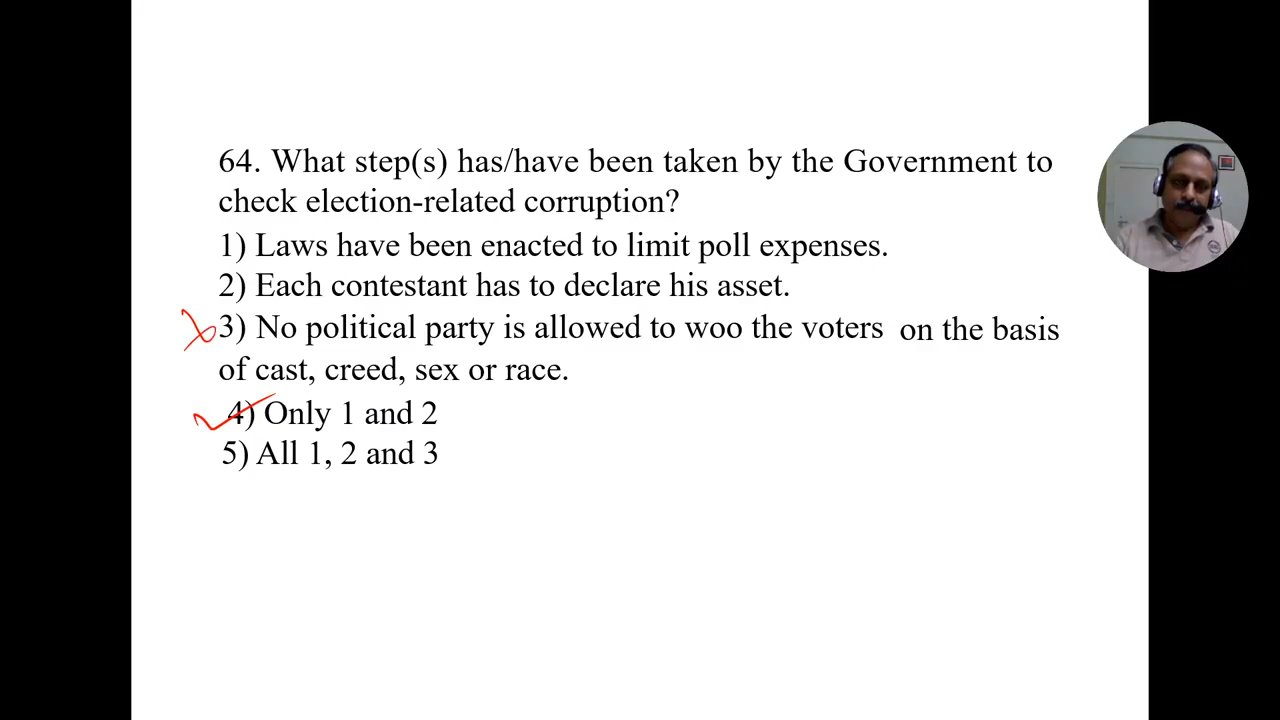 64. What step(s) has/have been taken by the Government to
check election-related corruption?
1) Laws have been enacted to limit poll expenses.
2) Each contestant has to declare his asset.
3) No political party is allowed to woo the voters on the basis
of cast, creed, sex or race.
4) Only 1 and 2
5) All 1, 2 and 3